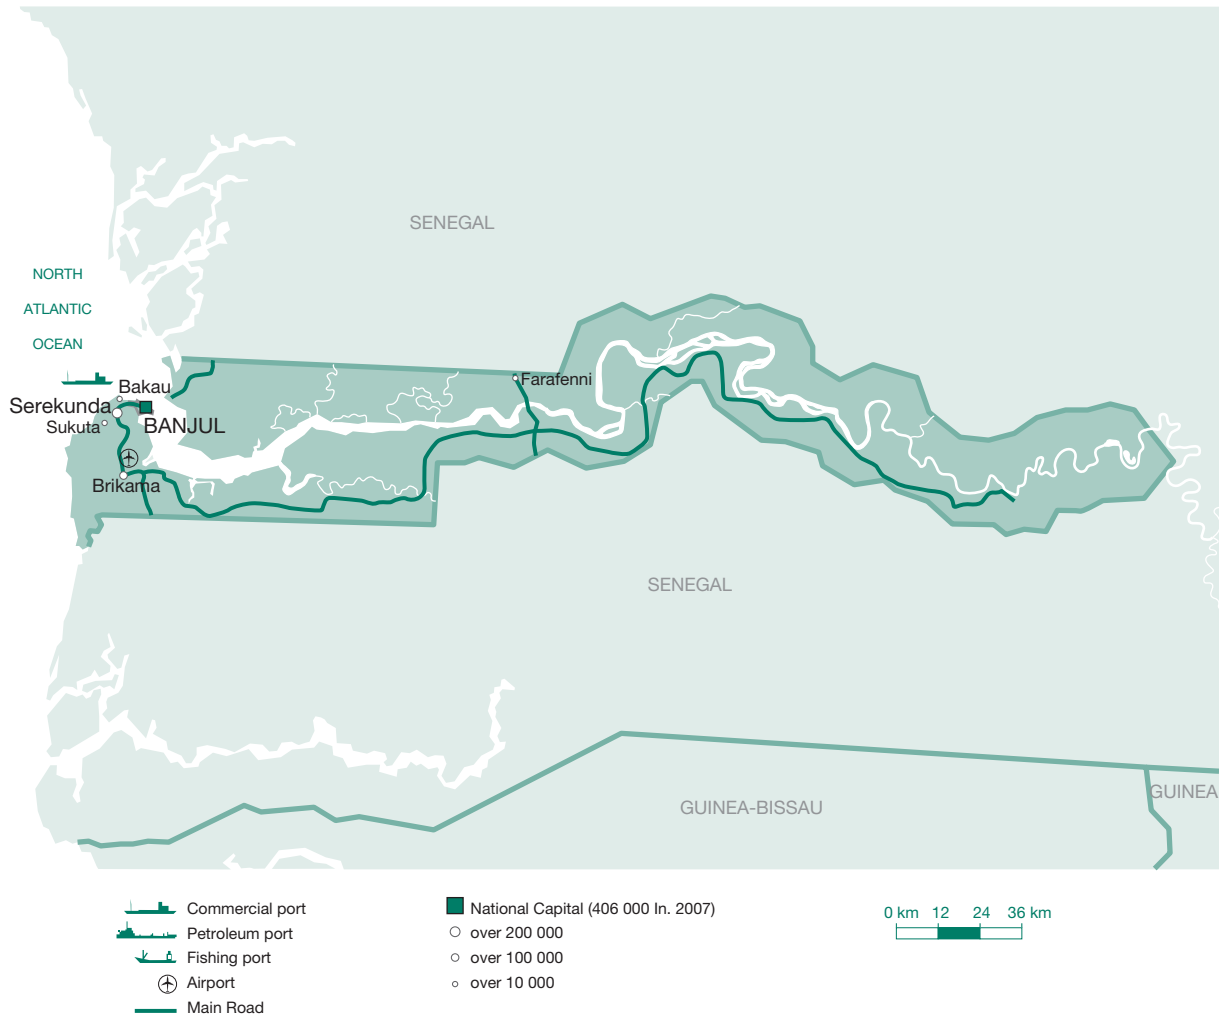 SENEGAL
NORTH
ATLANTIC
OCEAN
Farafenni
Bakau
Serekunda
Sukuta
BANJUL
Brikama
SENEGAL
GUINEA-BISSAU
GUINEA
Commercial port
Petroleum port
Fishing port
Airport
Main Road
National Capital (406 000 In. 2007)
over 200 000
over 100 000
over 10 000
0 km 12 24 36 km